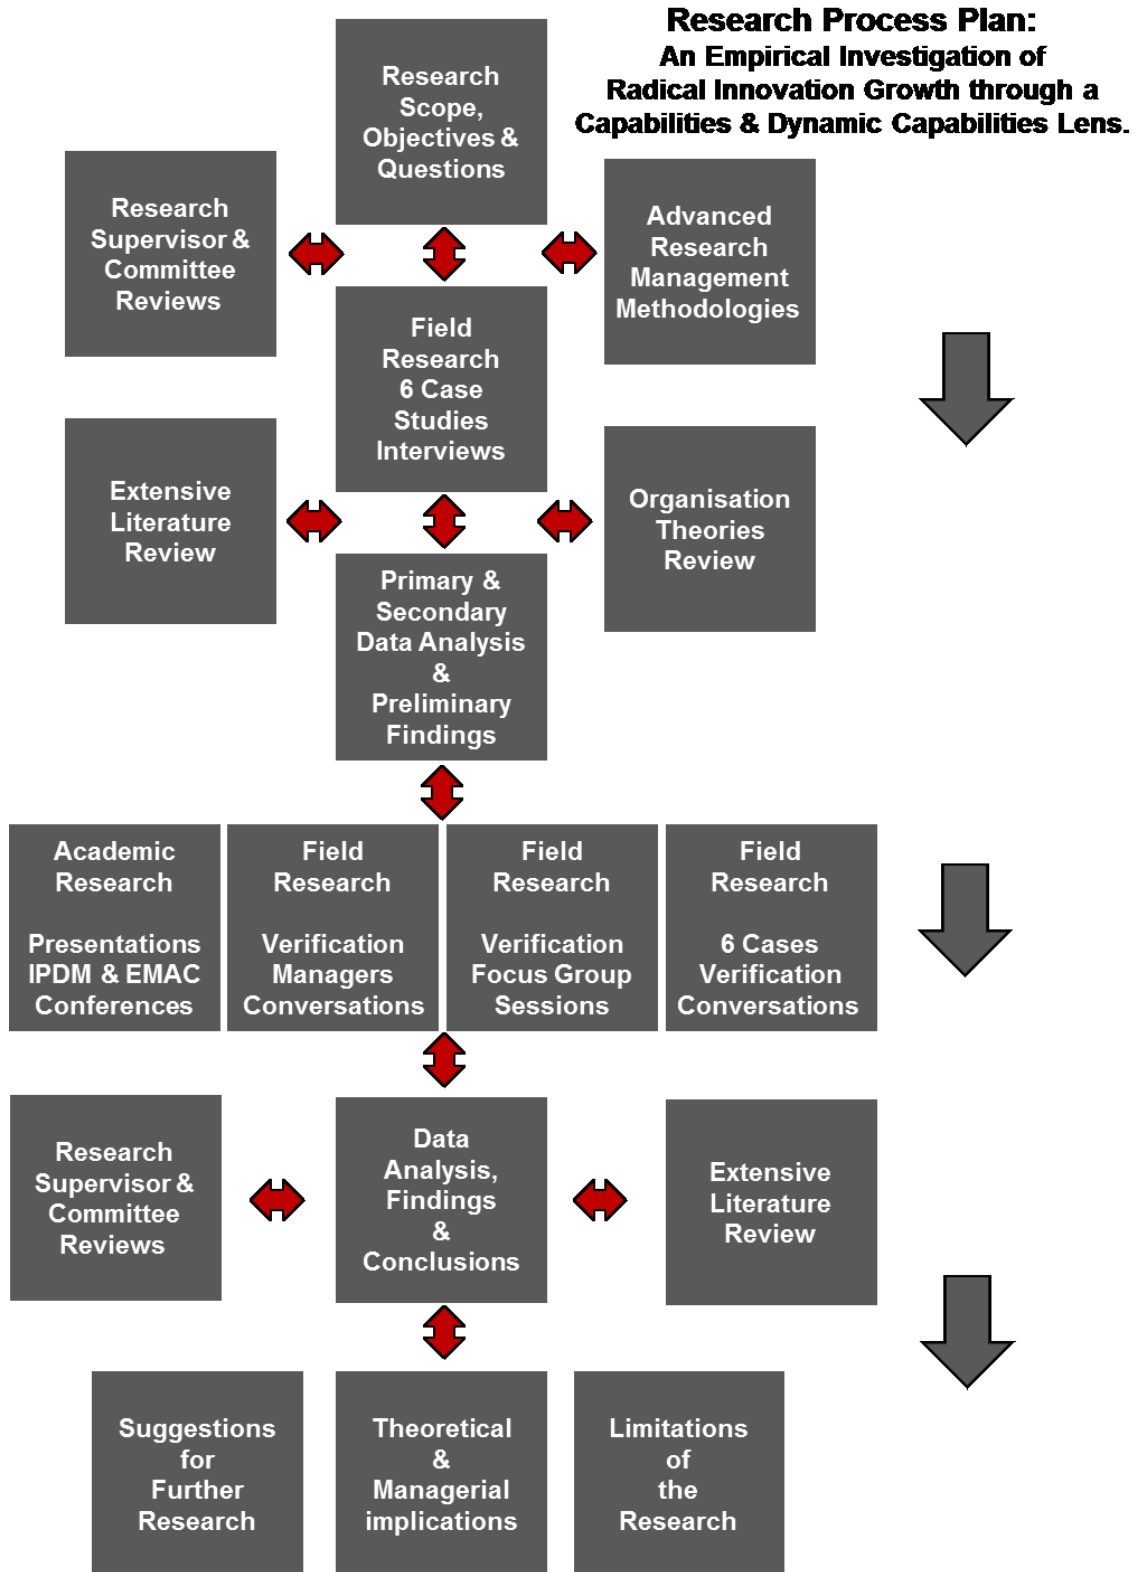 Research Process Plan:
An Empirical Investigation of
Radical Innovation Growth through a
Capabilities & Dynamic Capabilities Lens.
Research
Scope,
Objectives &
Questions
Research
Supervisor &
Committee
Reviews
Advanced
Research
Management
Methodologies
Field
Research
6 Case
Studies
Interviews
Extensive
Literature
Review
Organisation
Theories
Review
Primary &
Secondary
Data Analysis
&
Preliminary
Findings
Academic
Research
Presentations
IPDM & EMAC
Conferences
Field
Research
Verification
Managers
Conversations
Field
Research
Verification
Focus Group
Sessions
Field
Research
6 Cases
Verification
Conversations
Research
Supervisor &
Committee
Reviews
Data
Analysis,
Findings
&
Conclusions
Extensive
Literature
Review
Suggestions
for
Further
Research
Theoretical
&
Managerial
implications
Limitations
of
the
Research